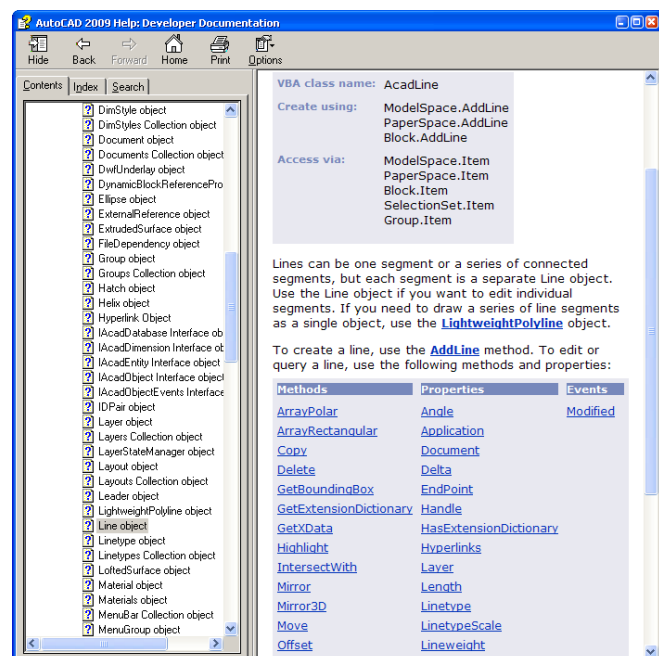 AutoCAD 2009 Help: Developer Documentation
Hide Back Forward Home Print Options
Contents Index Search
DimStyle object
DimStyles Collection object
Document object
Documents Collection object
DwfUnderlay object
DynamicBlockReferencePro
Ellipse object
ExternalReference object
ExtrudedSurface object
FileDependency object
Group object
Groups Collection object
Hatch object
Helix object
Hyperlink Object
IAcadDatabase Interface ob
IAcadDimension Interface ot
IAcadEntity Interface object
IAcadObject Interface object
IAcadObjectEvents Interface
IDPair object
Layer object
Layers Collection object
LayerStateManager object
Layout object
Layouts Collection object
Leader object
LightweightPolyline object
Line object
Linetype object
Linetypes Collection object
LoftedSurface object
Material object
Materials object
MenuBar Collection object
MenuGroup object
VBA class name: AcadLine
Create using: ModelSpace.AddLine
PaperSpace.AddLine
Block.AddLine
Access via: ModelSpace.Item
PaperSpace.Item
Block.Item
SelectionSet.Item
Group.Item
Lines can be one segment or a series of connected
segments, but each segment is a separate Line object.
Use the Line object if you want to edit individual
segments. If you need to draw a series of line segments
as a single object, use the LightweightPolyline object.
To create a line, use the AddLine method. To edit or
query a line, use the following methods and properties:
Methods Properties Events
ArrayPolar Angle Modified
ArrayRectangular Application
Copy Document
Delete Delta
GetBoundingBox EndPoint
GetExtensionDictionary Handle
GetXData HasExtensionDictionary
Highlight Hyperlinks
IntersectWith Layer
Mirror Length
Mirror3D Linetype
Move LinetypeScale
Offset Lineweight